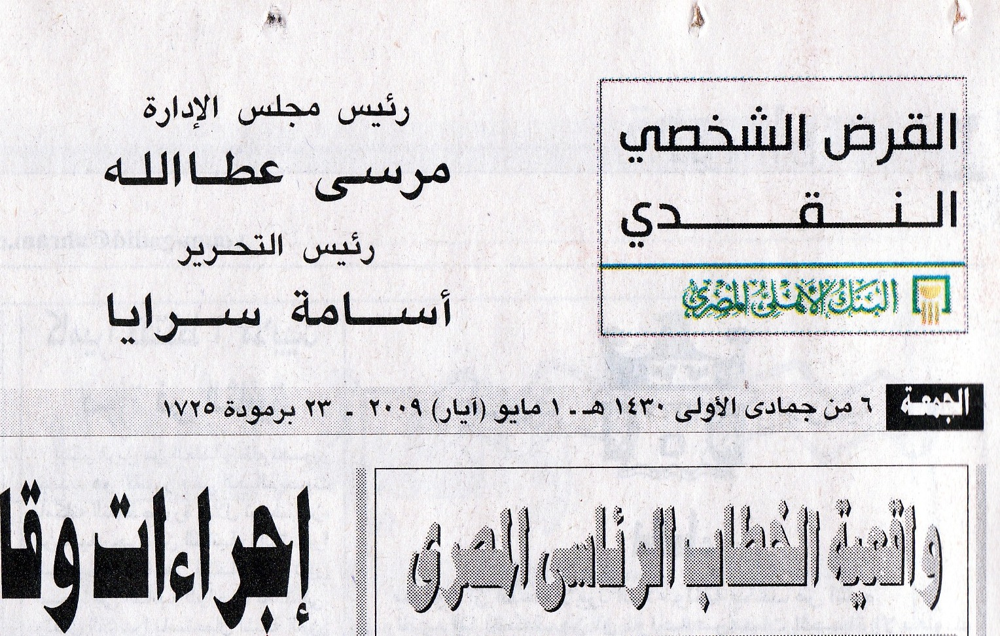 القرض الشخصي
النقدي
البنك الأهلي المصري
رئيس مجلس الإدارة
مرسى عطاالله
رئيس التحرير
أسامة سرايا
الجمعة ٦ من جمادى الأولى ١٤٣٠ هـ ـ ١ مايو (آيار) ٢٠٠٩ ـ ٢٣ برمودة ١٧٢٥
واقعية الخطاب الرئاسى المصرى
إجراءات وقا